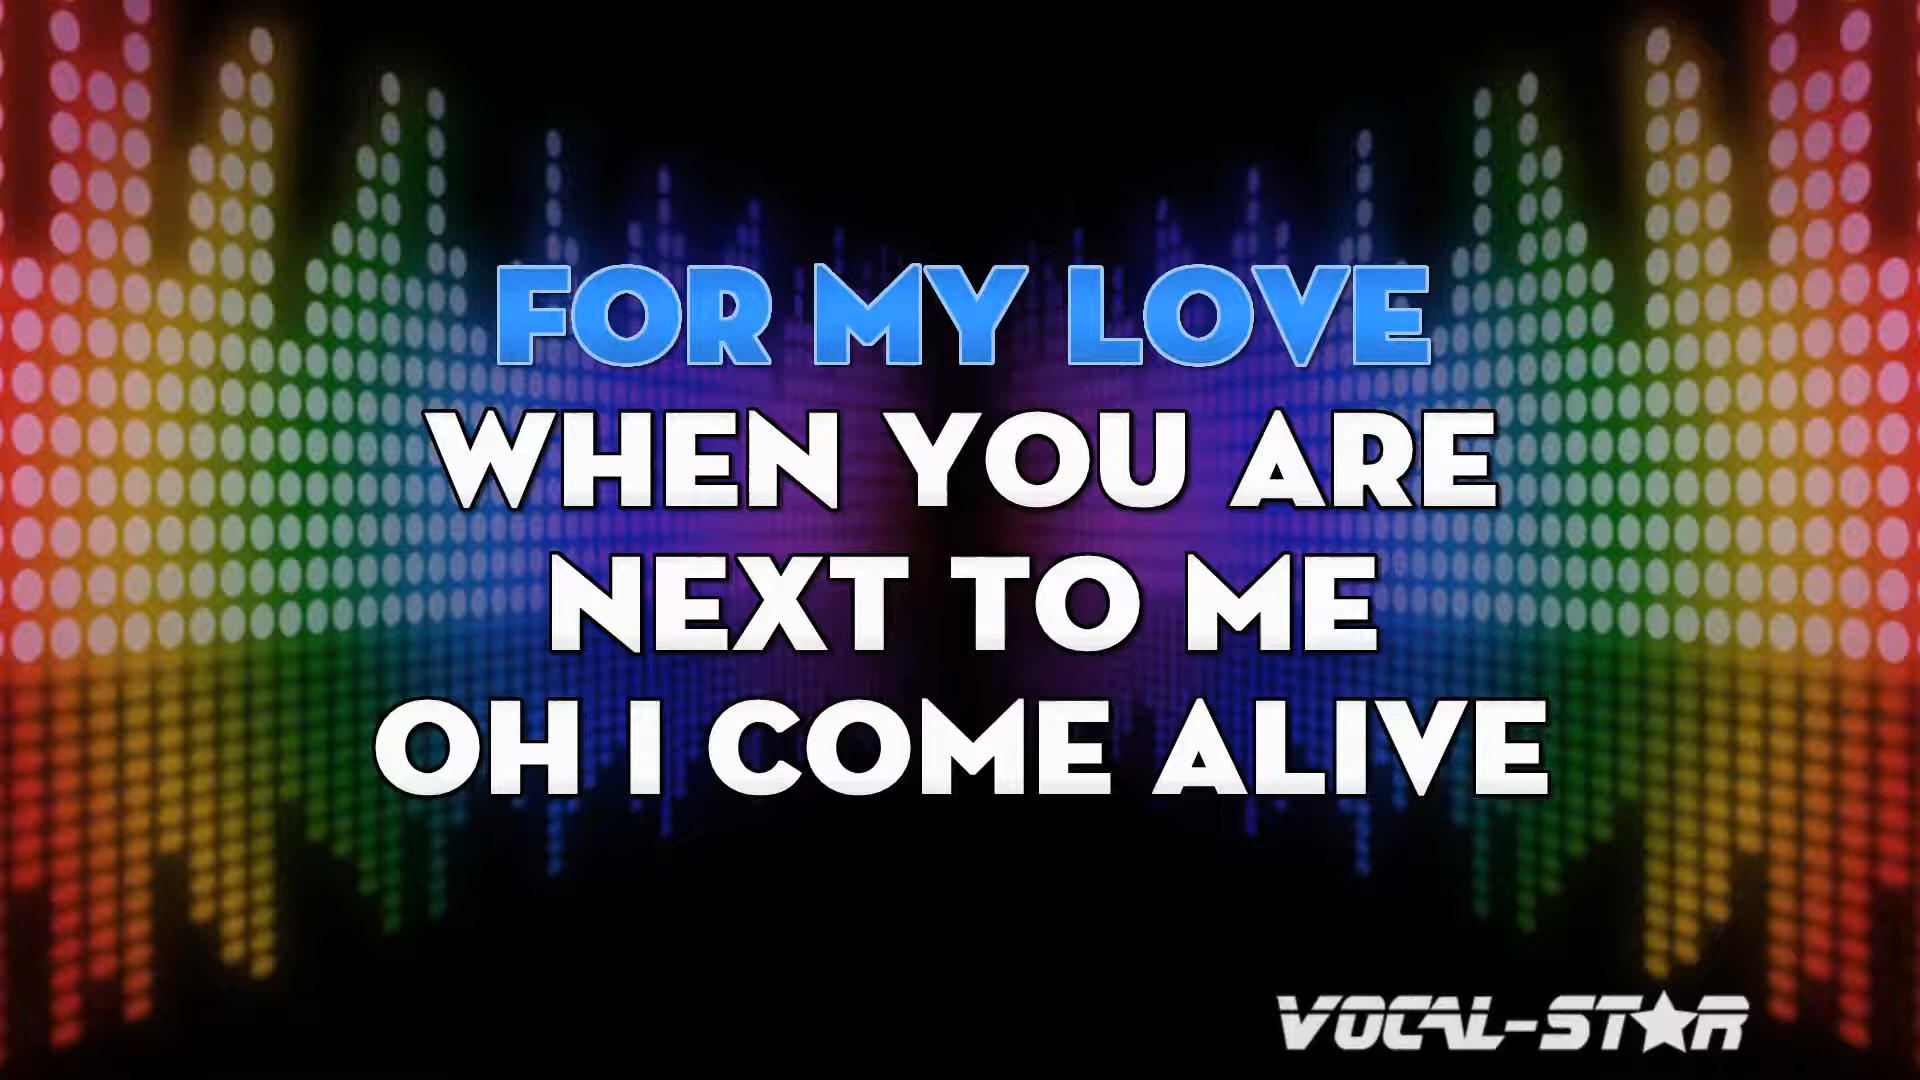 FOR MY LOVE
WHEN YOU ARE
NEXT TO ME
OH I COME ALIVE
VOCAL-STAR